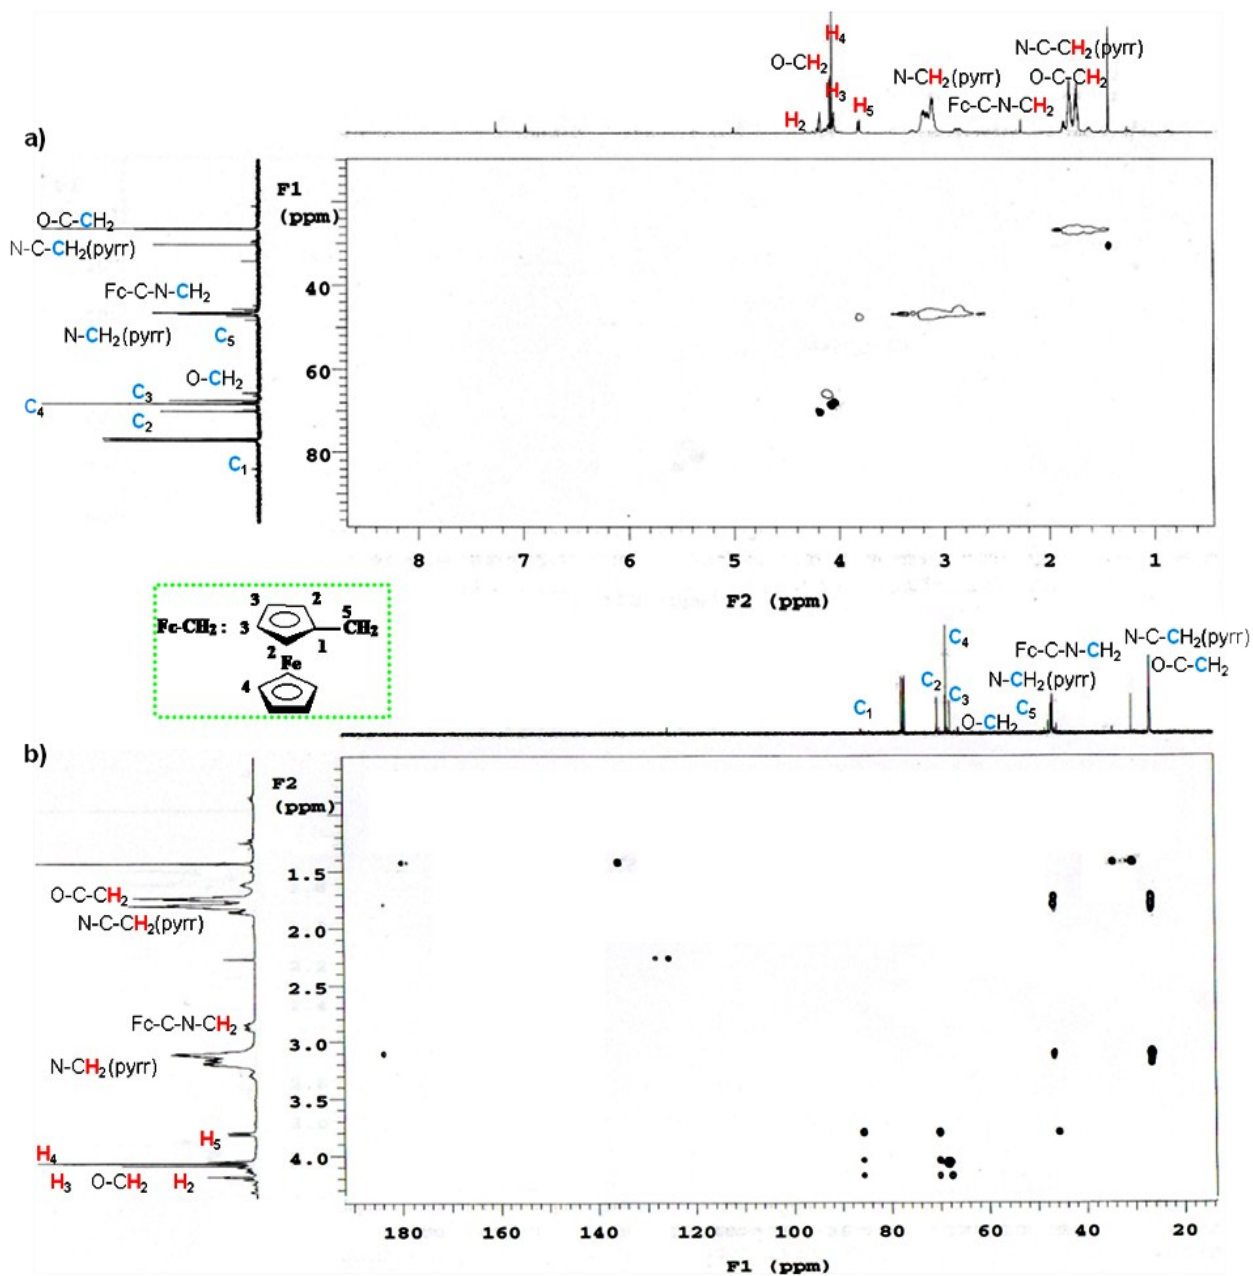 H4
N-C-CH2(pyrr)
O-CH2
N-CH2(pyrr)
O-C-CH2
H3
H5
Fc-C-N-CH2
H2
a)
F1
(ppm)
O-C-CH2
N-C-CH2(pyrr)
Fc-C-N-CH2
40
N-CH2(pyrr)
C5
60
O-CH2
C3
C4
C2
80
C1
8 7 6 5 4 3 2 1
F2 (ppm)
3 2
5
Fc-CH2: 3 CH2
2 1
Fe
4
C4
N-C-CH2(pyrr)
Fc-C-N-CH2
O-C-CH2
C2
N-CH2(pyrr)
C1
C3
C5
O-CH2
b)
F2
(ppm)
1.5
O-C-CH2
N-C-CH2(pyrr)
2.0
2.5
Fc-C-N-CH2
3.0
N-CH2(pyrr)
3.5
H5
H4
4.0
H3 O-CH2 H2
180 160 140 120 100 80 60 40 20
F1 (ppm)